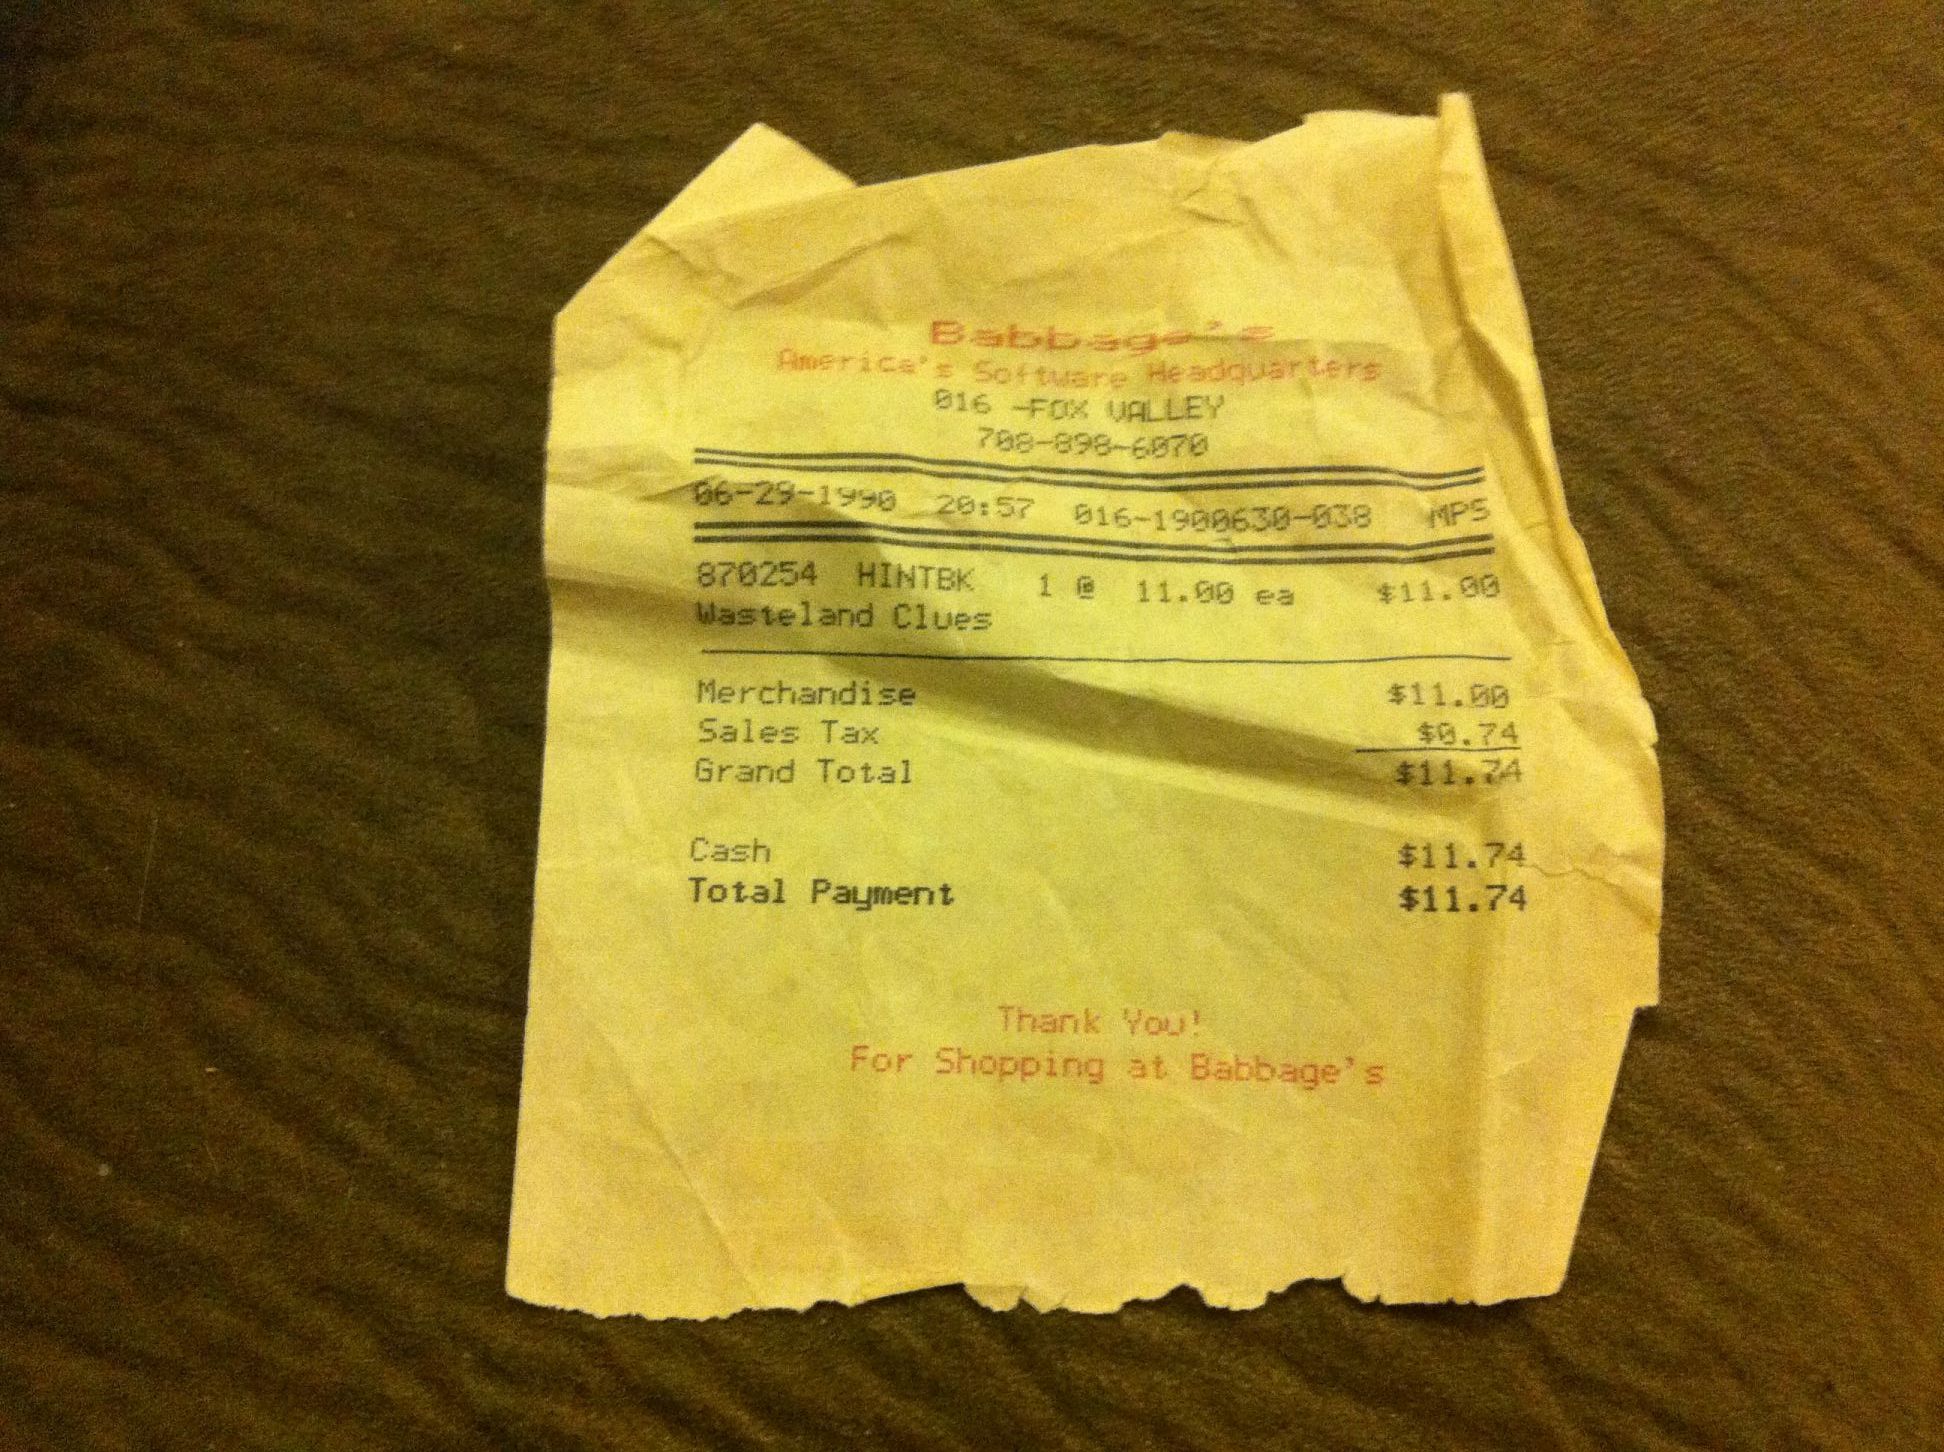 Babbage's
America's Software Headquarters
016 -FOX VALLEY
708-898-6070
06-29-1990 20:57 016-1900630-038 MPS
870254 HINTBK 1 @ 11.00 ea $11.00
Wasteland Clues
Merchandise $11.00
Sales Tax $0.74
Grand Total $11.74
Cash $11.74
Total Payment $11.74
Thank You!
For Shopping at Babbage's